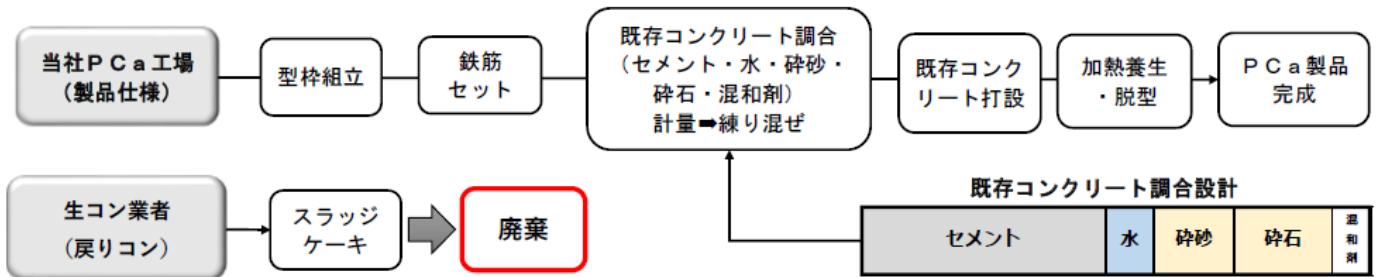 当社ＰＣａ工場
（製品仕様）
型枠組立
鉄筋
セット
既存コンクリート調合
（セメント・水・砕砂・
砕石・混和剤）
計量➡練り混ぜ
既存コンク
リート打設
加熱養生
・脱型
ＰＣａ製品
完成
生コン業者
（戻りコン）
スラッジ
ケーキ
廃棄
既存コンクリート調合設計
セメント
水
砕砂
砕石
混
和
剤